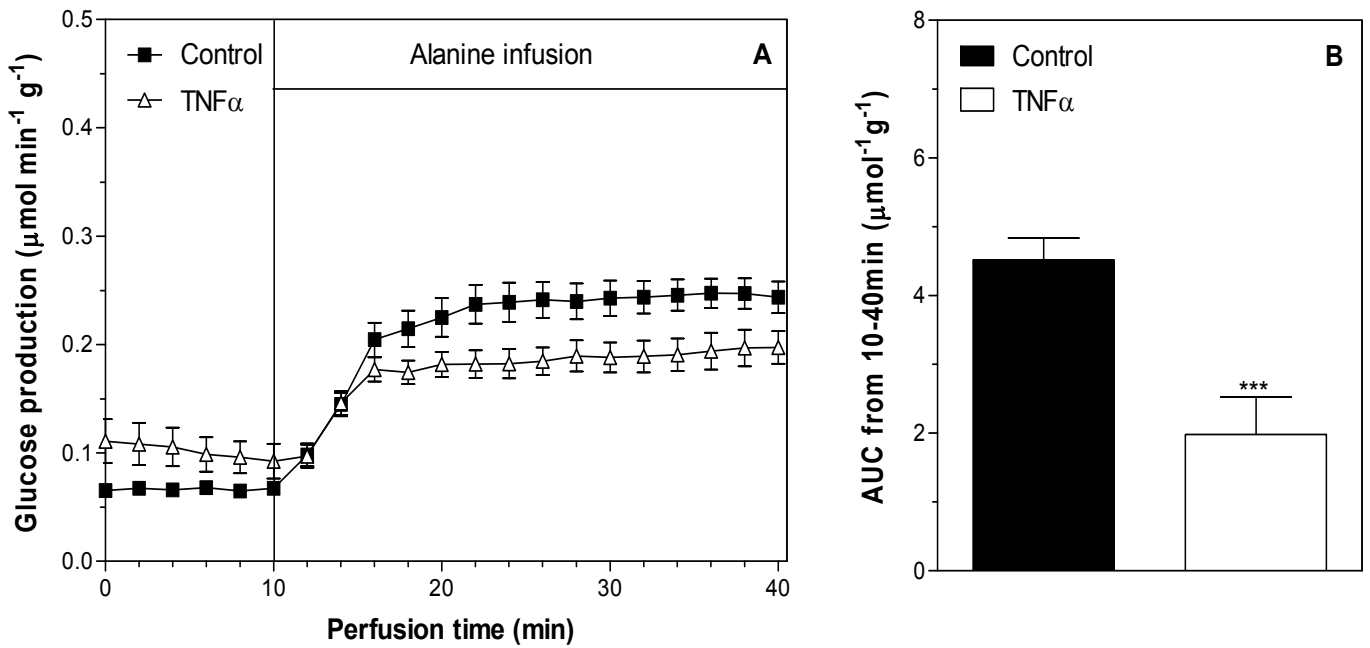 Glucose production (μmol min⁻¹ g⁻¹)
0.5
0.4
0.3
0.2
0.1
0.0
Control
TNFα
Alanine infusion
A
0
10
20
30
40
Perfusion time (min)
AUC from 10-40min (μmol⁻¹g⁻¹)
8
6
4
2
0
Control
TNFα
B
***